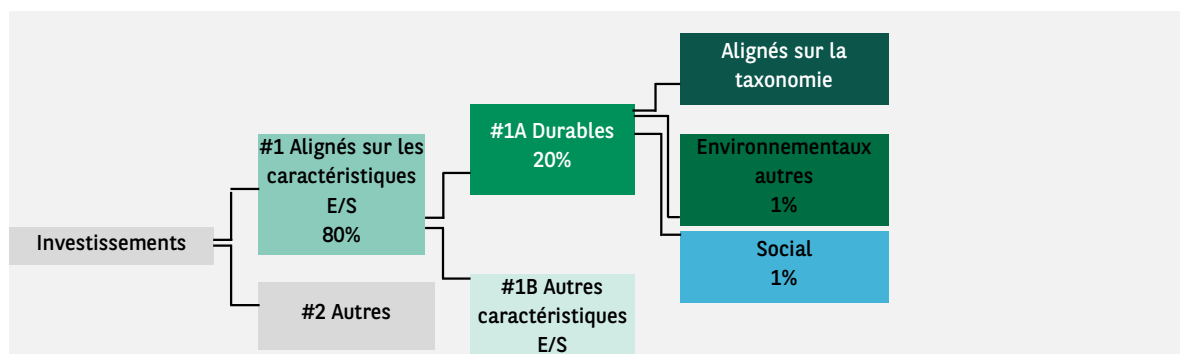 Investissements
#1 Alignés sur les
caractéristiques
E/S
80%
#2 Autres
#1A Durables
20%
#1B Autres
caractéristiques
E/S
Alignés sur la
taxonomie
Environnementaux
autres
1%
Social
1%